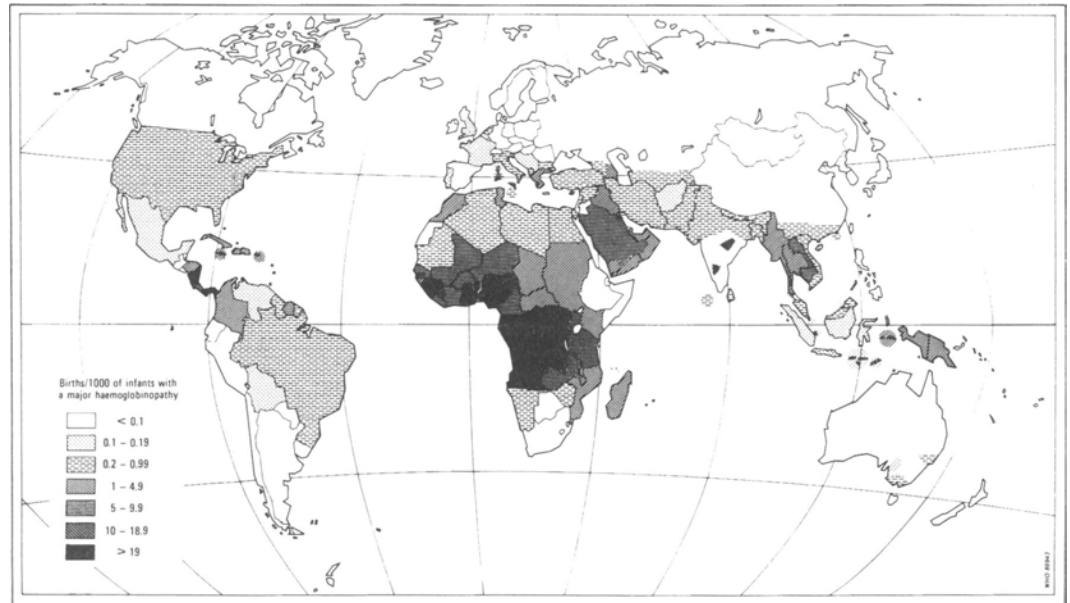 Births/1000 of infants with
a major haemoglobinopathy
< 0.1
0.1 – 0.19
0.2 – 0.99
1 – 4.9
5 – 9.9
10 – 18.9
> 19